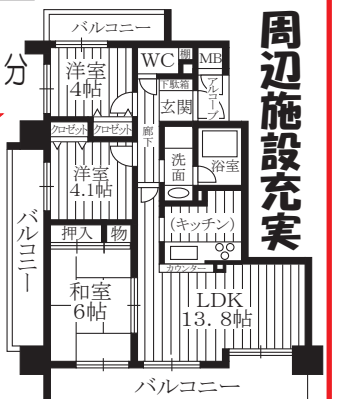 バルコニー
分
周辺施設充実
WC
棚
MB
洋室
4帖
下駄箱
アルコーブ
玄関
クロゼット
クロゼット
廊下
洗面
浴室
洋室
4.1帖
バルコニー
押入
物
(キッチン)
カウンター
和室
6帖
LDK
13.8帖
バルコニー